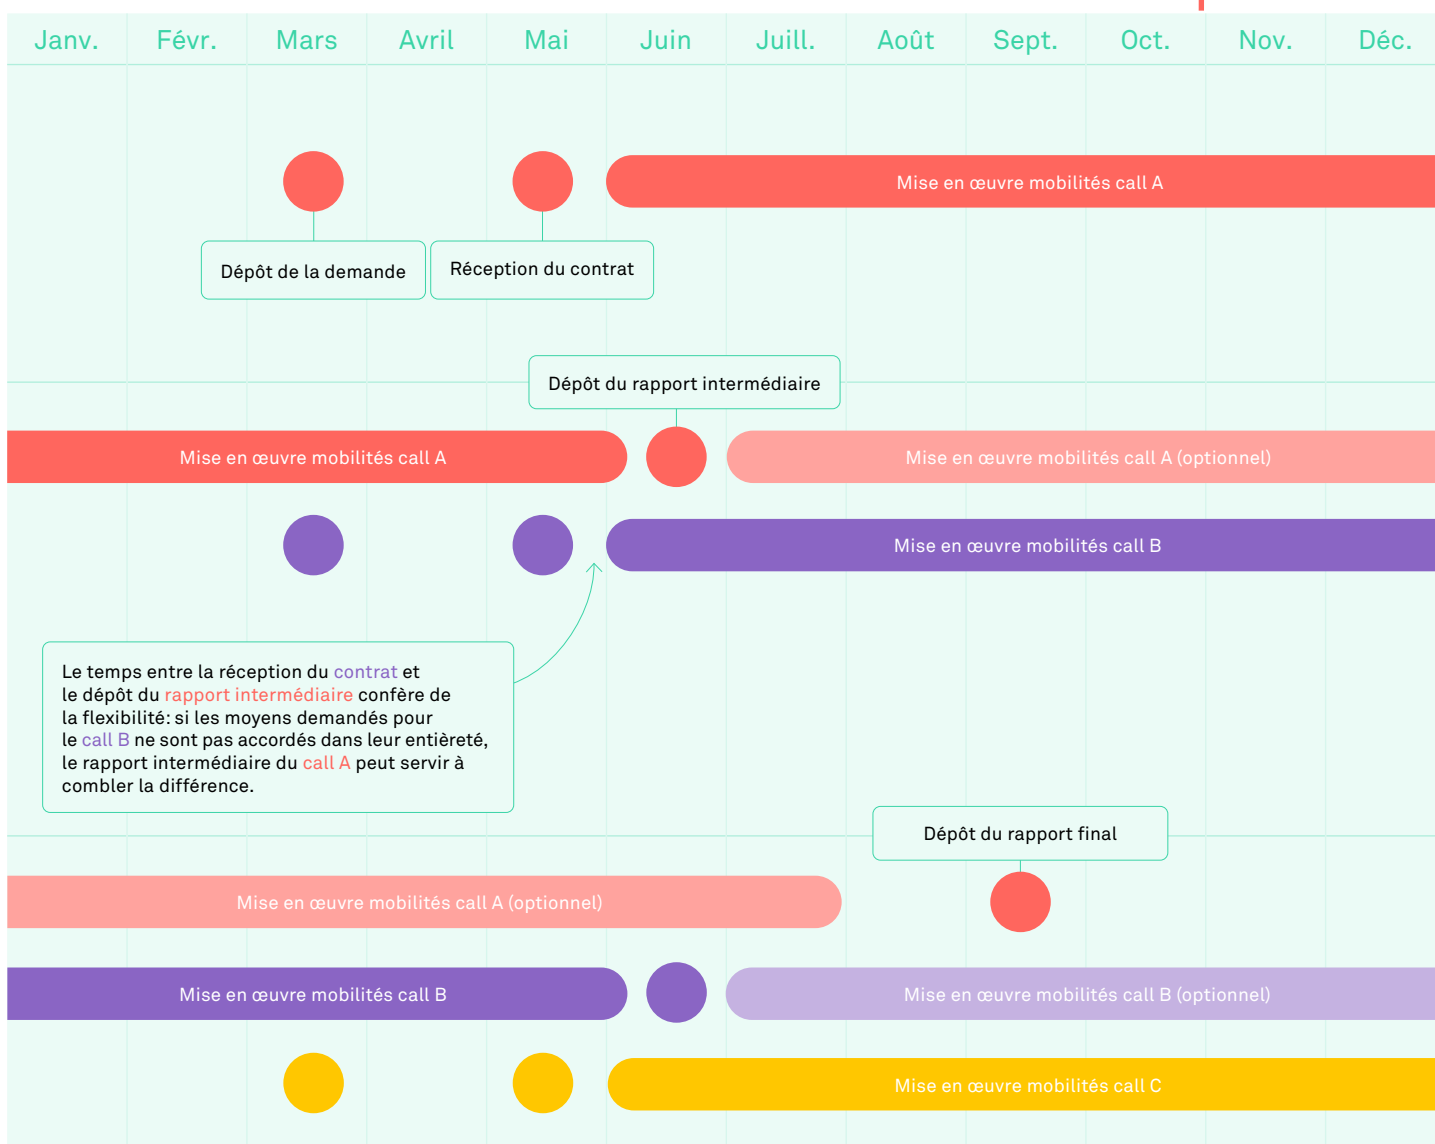 Janv. Févr. Mars Avril Mai Juin Juill. Août Sept. Oct. Nov. Déc.
Mise en œuvre mobilités call A
Dépôt de la demande
Réception du contrat
Dépôt du rapport intermédiaire
Mise en œuvre mobilités call A
Mise en œuvre mobilités call A (optionnel)
Mise en œuvre mobilités call B
Le temps entre la réception du contrat et
le dépôt du rapport intermédiaire confère de
la flexibilité: si les moyens demandés pour
le call B ne sont pas accordés dans leur entièreté,
le rapport intermédiaire du call A peut servir à
combler la différence.
Dépôt du rapport final
Mise en œuvre mobilités call A (optionnel)
Mise en œuvre mobilités call B
Mise en œuvre mobilités call B (optionnel)
Mise en œuvre mobilités call C